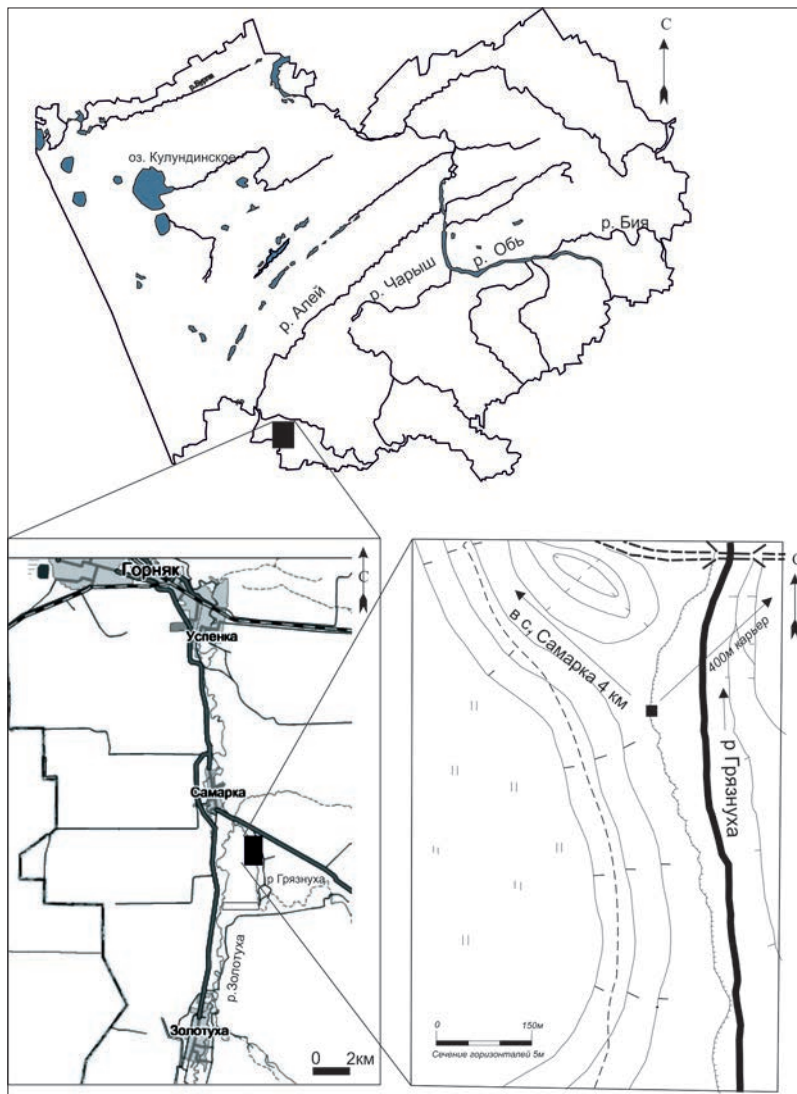 С
р.Бурла
оз. Кулундинское
р. Бия
р. Обь
р. Чарыш
р. Алей
Горняк
С
Успенка
Самарка
р Грязнуха
р.Золотуха
Золотуха
0 2км
С
в с, Самарка 4 км
400м карьер
р Грязнуха
0 150м
Сечение горизонталей 5м